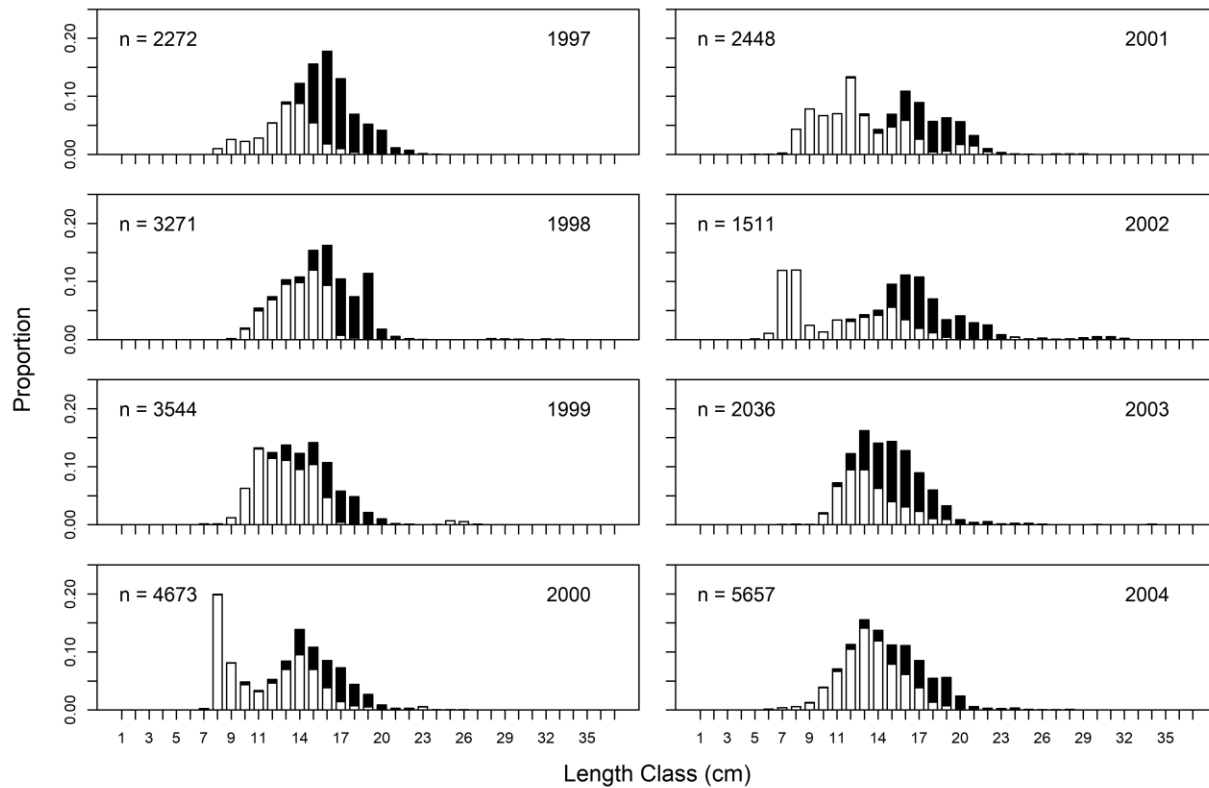 0.20
0.10
0.00
n = 2272
1997
n = 2448
2001
0.20
0.10
0.00
n = 3271
1998
n = 1511
2002
0.20
0.10
0.00
n = 3544
1999
n = 2036
2003
0.20
0.10
0.00
n = 4673
2000
n = 5657
2004
Proportion
1 3 5 7 9 11 14 17 20 23 26 29 32 35
1 3 5 7 9 11 14 17 20 23 26 29 32 35
Length Class (cm)